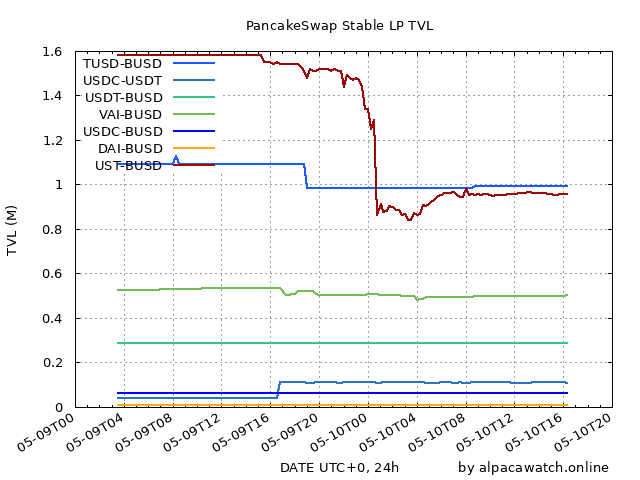 PancakeSwap Stable LP TVL
TVL (M)
1.6
1.4
1.2
1
0.8
0.6
0.4
0.2
0
TUSD-BUSD
USDC-USDT
USDT-BUSD
VAI-BUSD
USDC-BUSD
DAI-BUSD
UST-BUSD
05-09T00
05-09T04
05-09T08
05-09T12
05-09T16
05-09T20
05-10T00
05-10T04
05-10T08
05-10T12
05-10T16
05-10T20
DATE UTC+0, 24h
by alpacawatch.online